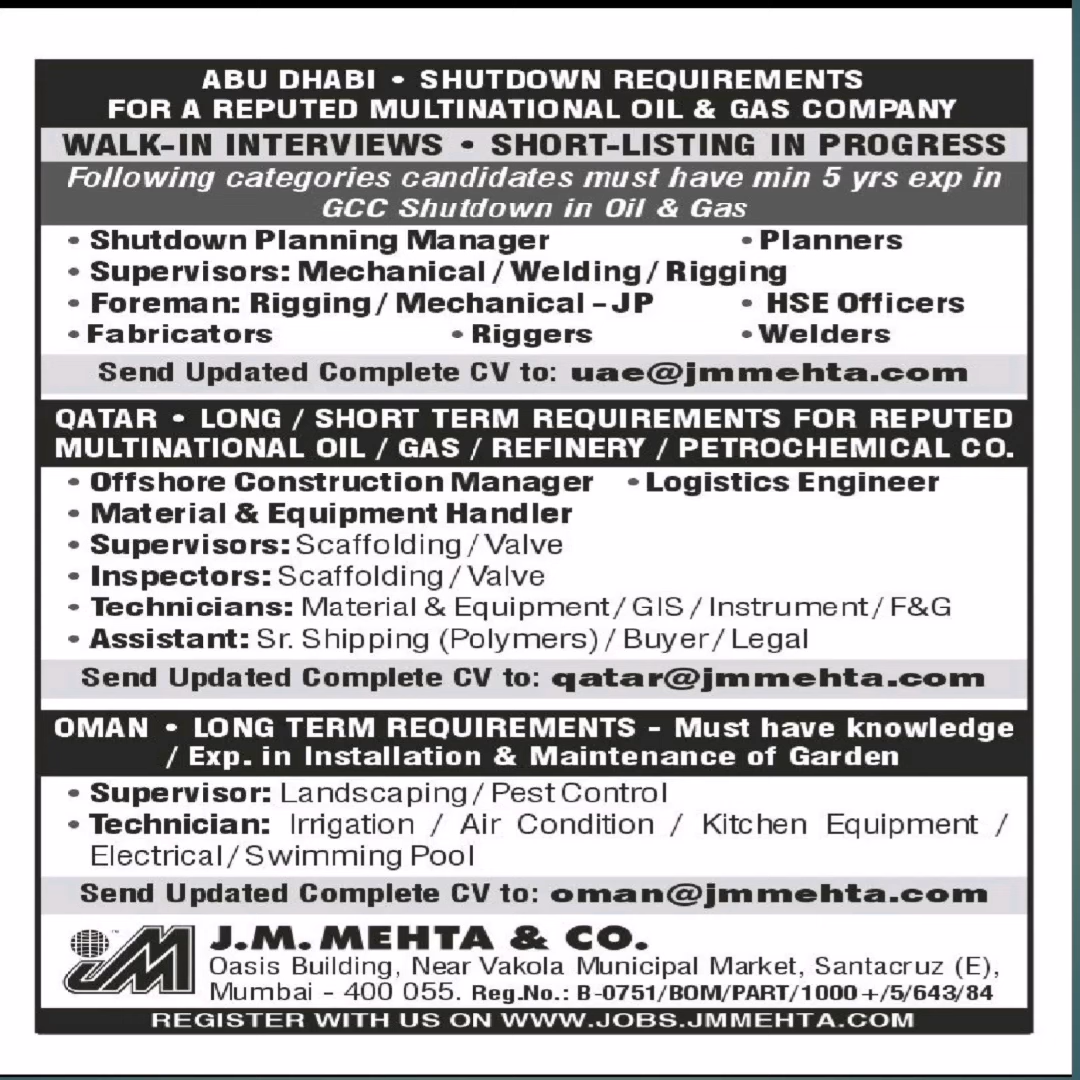 ABU DHABI • SHUTDOWN REQUIREMENTS
FOR A REPUTED MULTINATIONAL OIL & GAS COMPANY
WALK-IN INTERVIEWS • SHORT-LISTING IN PROGRESS
Following categories candidates must have min 5 yrs exp in
GCC Shutdown in Oil & Gas
• Shutdown Planning Manager • Planners
• Supervisors: Mechanical / Welding / Rigging
• Foreman: Rigging / Mechanical – JP • HSE Officers
• Fabricators • Riggers • Welders
Send Updated Complete CV to: uae@jmmehta.com
QATAR • LONG / SHORT TERM REQUIREMENTS FOR REPUTED
MULTINATIONAL OIL / GAS / REFINERY / PETROCHEMICAL CO.
• Offshore Construction Manager • Logistics Engineer
• Material & Equipment Handler
• Supervisors: Scaffolding / Valve
• Inspectors: Scaffolding / Valve
• Technicians: Material & Equipment / GIS / Instrument / F&G
• Assistant: Sr. Shipping (Polymers) / Buyer / Legal
Send Updated Complete CV to: qatar@jmmehta.com
OMAN • LONG TERM REQUIREMENTS - Must have knowledge
/ Exp. in Installation & Maintenance of Garden
• Supervisor: Landscaping / Pest Control
• Technician: Irrigation / Air Condition / Kitchen Equipment /
Electrical / Swimming Pool
Send Updated Complete CV to: oman@jmmehta.com
JM ™ J.M. MEHTA & CO.
Oasis Building, Near Vakola Municipal Market, Santacruz (E),
Mumbai - 400 055. Reg.No.: B-0751/BOM/PART/1000+/5/643/84
REGISTER WITH US ON WWW.JOBS.JMMEHTA.COM